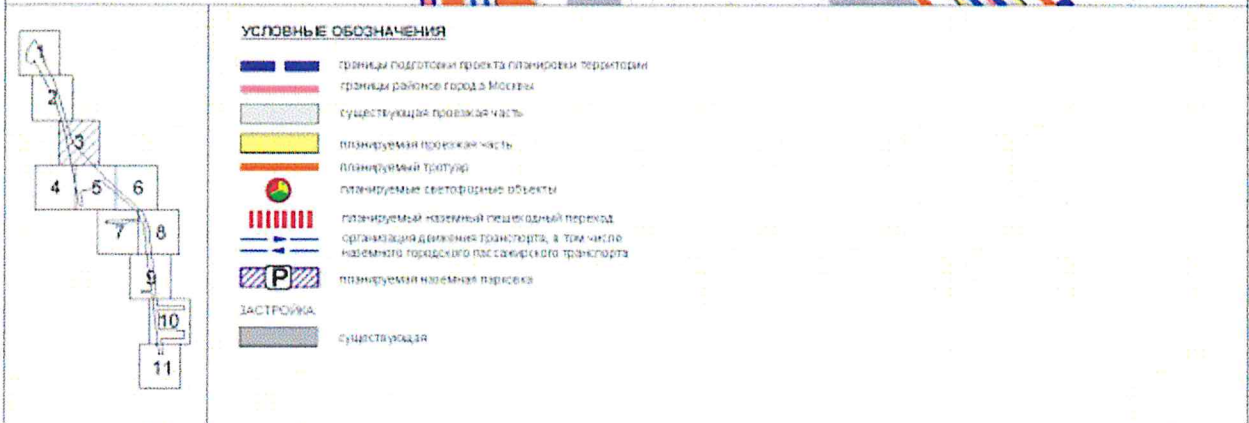 УСЛОВНЫЕ ОБОЗНАЧЕНИЯ
границы подготовки проекта планировки территории
границы районов города Москвы
существующая проезжая часть
планируемая проезжая часть
планируемый тротуар
планируемые светофорные объекты
планируемый наземный пешеходный переход
организация движения транспорта, в том числе
наземного городского пассажирского транспорта
P
планируемая наземная парковка
ЗАСТРОЙКА
существующая
1
2
3
4 5 6
7 8
9
10
11